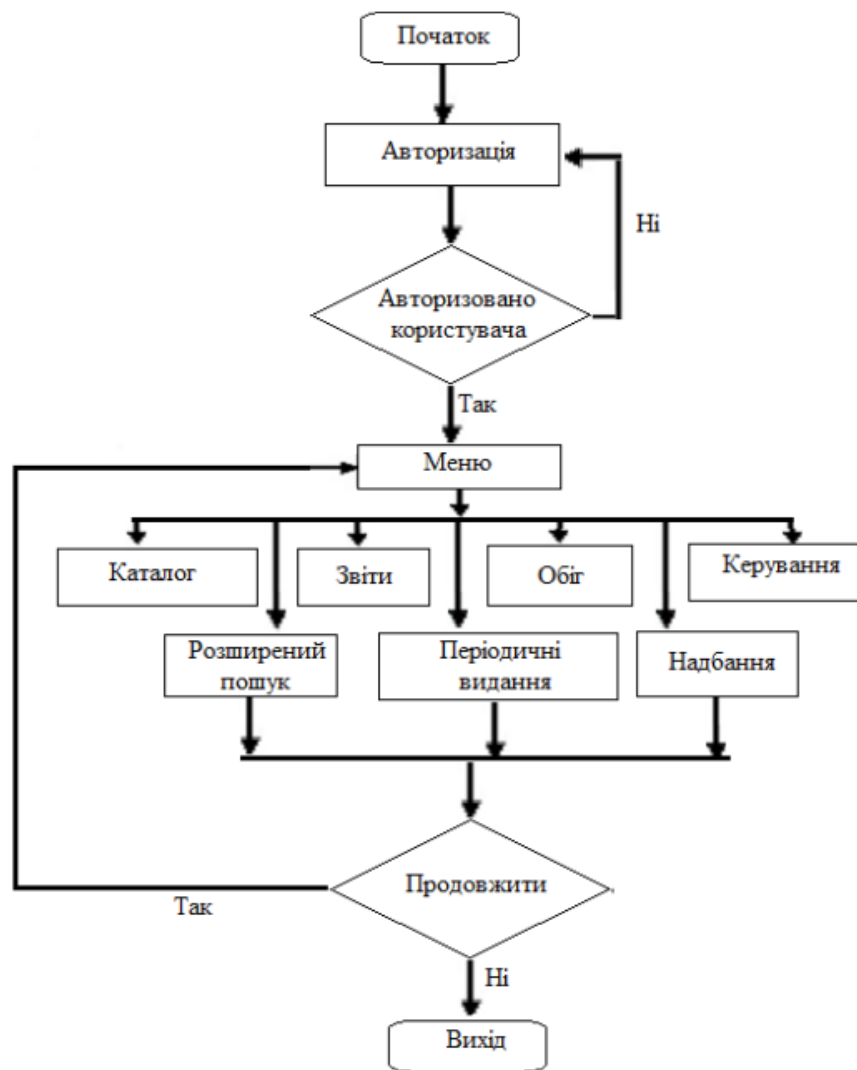 Початок
Авторизація
Ні
Авторизовано
користувача
Так
Меню
Каталог
Звіти
Обіг
Керування
Розширений
пошук
Періодичні
видання
Надбання
Продовжити
Так
Ні
Вихід